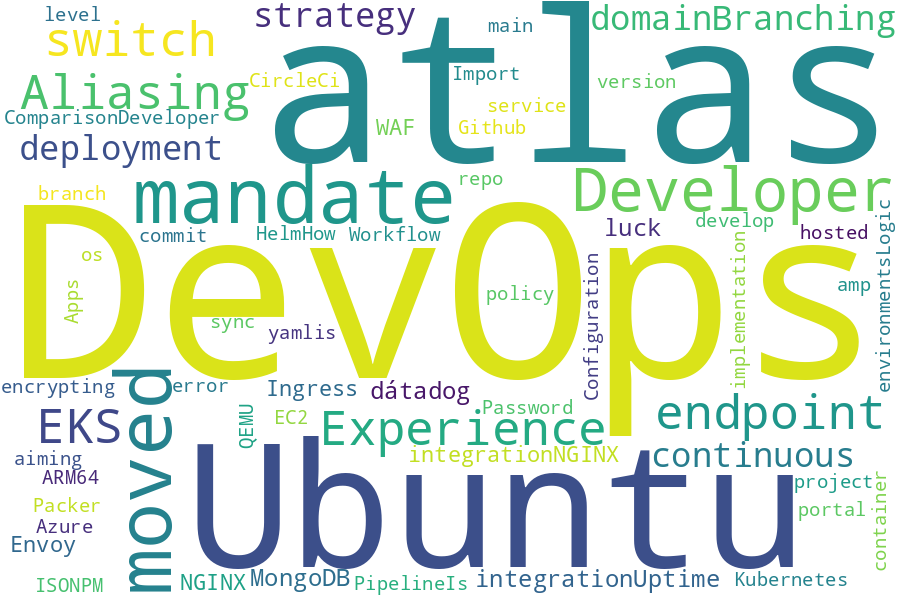 level
strategy
main
domainBranching
switch
atlas
Import
CircleCi
version
Aliasing
service
ComparisonDeveloper
WAF
Github
deployment
mandate
Developer
repo
branch
commit
HelmHow
Workflow
luck
develop
hosted
environmentsLogic
DevOps
os
Apps
sync
yamlis
policy
Configuration
implementation
amp
encrypting
error
Ingress
dátadog
Password
moved
EKS
QEMU
EC2
Experience
endpoint
integrationNGINX
continuous
aiming
ARM64
Ubuntu
project
Packer
portal
container
Azure
Envoy
ISONPM
NGINX
MongoDB
PipelineIs
integrationUptime
Kubernetes